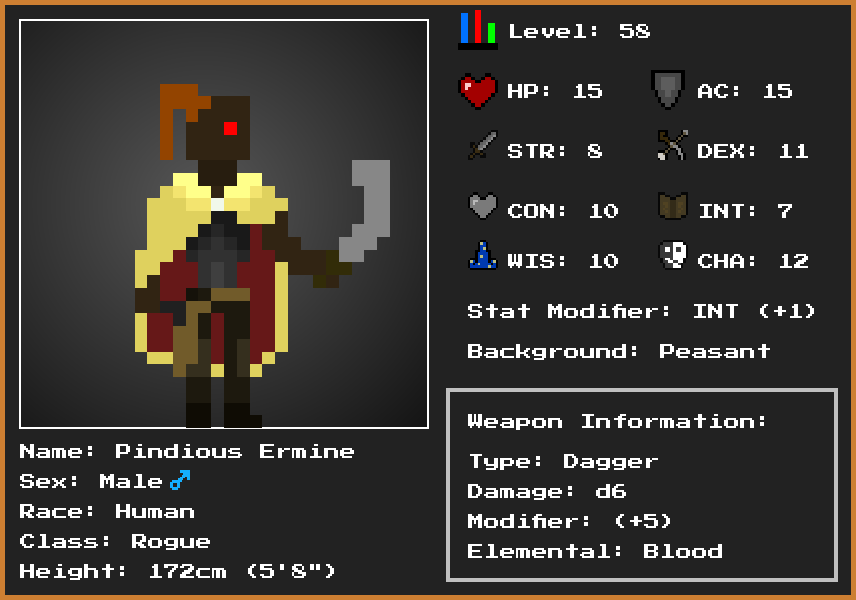 Level: 58
HP: 15 AC: 15
STR: 8 DEX: 11
CON: 10 INT: 7
WIS: 10 CHA: 12
Stat Modifier: INT (+1)
Background: Peasant
Weapon Information:
Type: Dagger
Damage: d6
Modifier: (+5)
Elemental: Blood
Name: Pindious Ermine
Sex: Male♂
Race: Human
Class: Rogue
Height: 172cm (5'8")